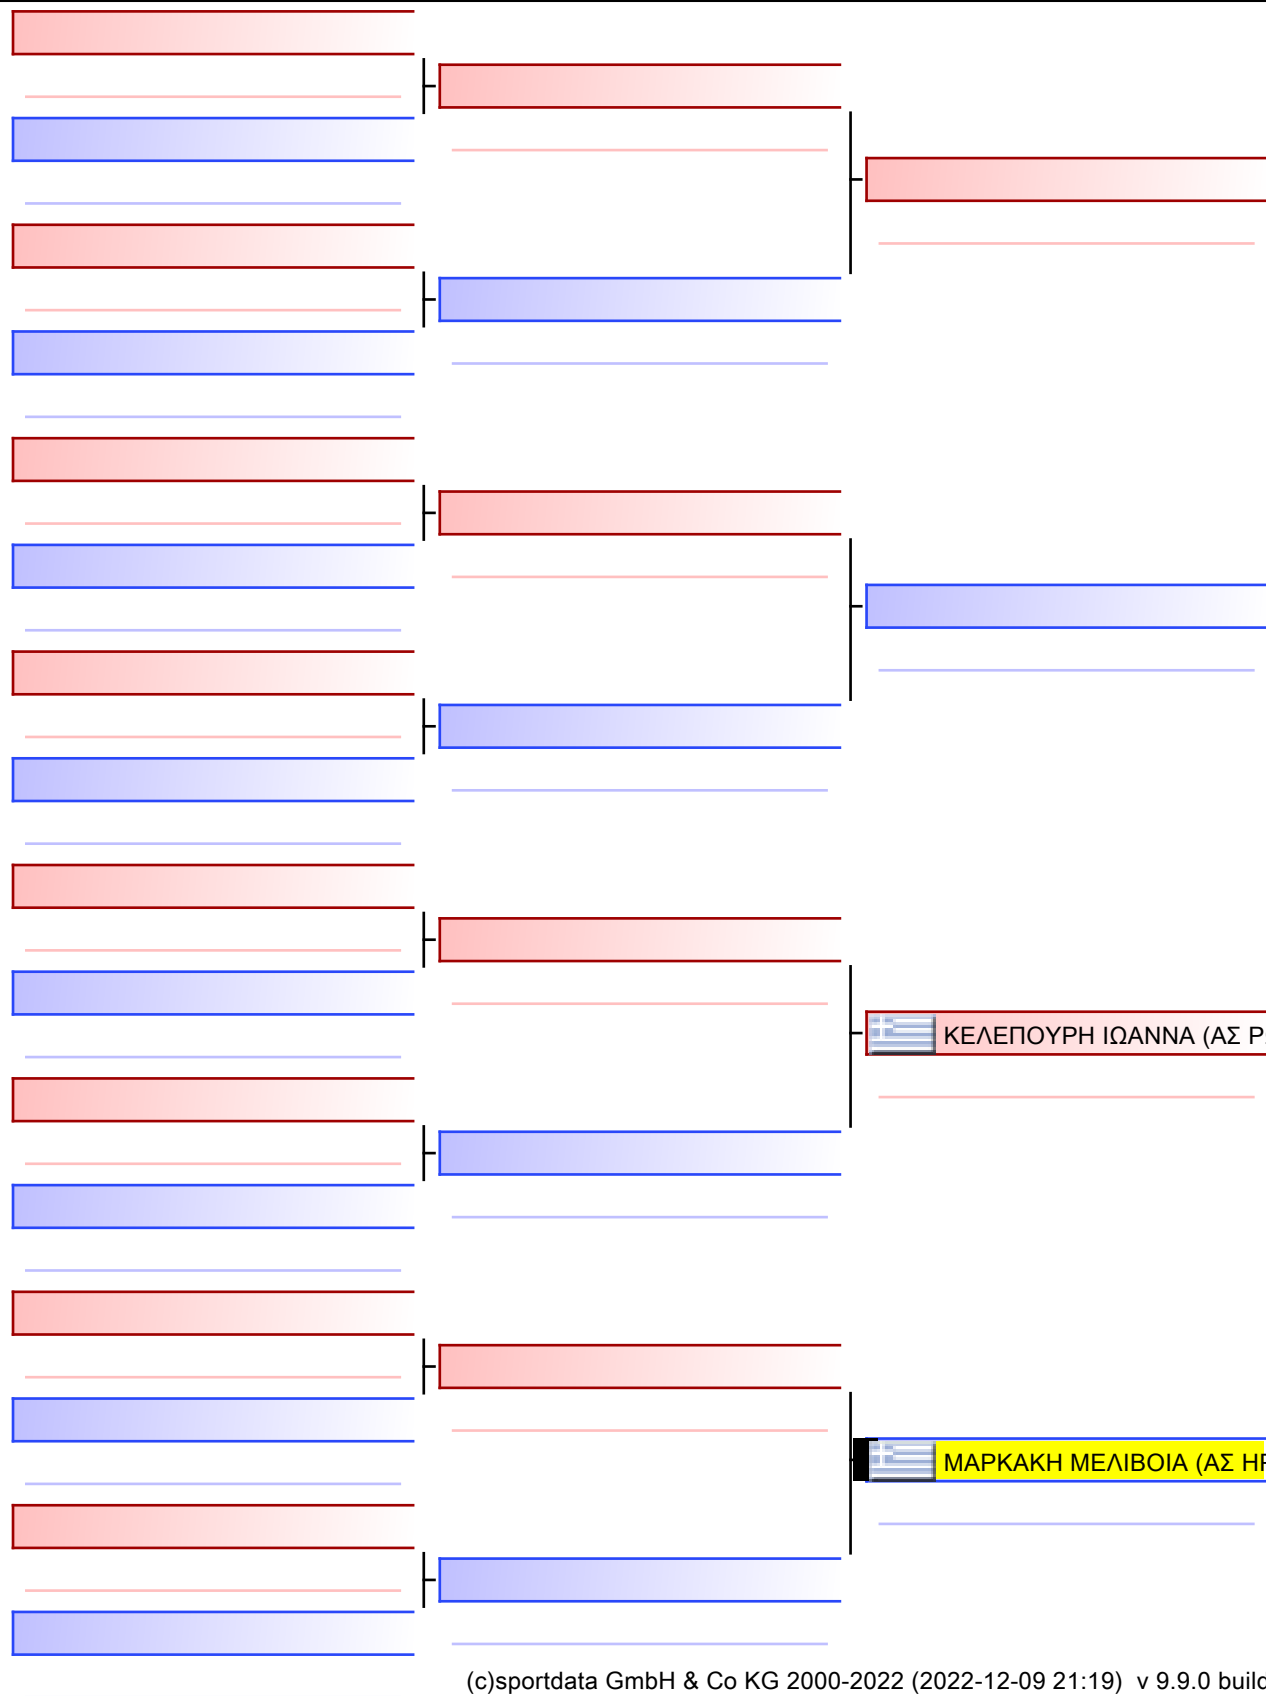 ΚΕΛΕΠΟΥΡΗ ΙΩΑΝΝΑ (ΑΣ
ΜΑΡΚΑΚΗ ΜΕΛΙΒΟΙΑ (ΑΣ
(c)sportdata GmbH & Co KG 2000-2022 (2022-12-09 21:19) v 9.9.0 build